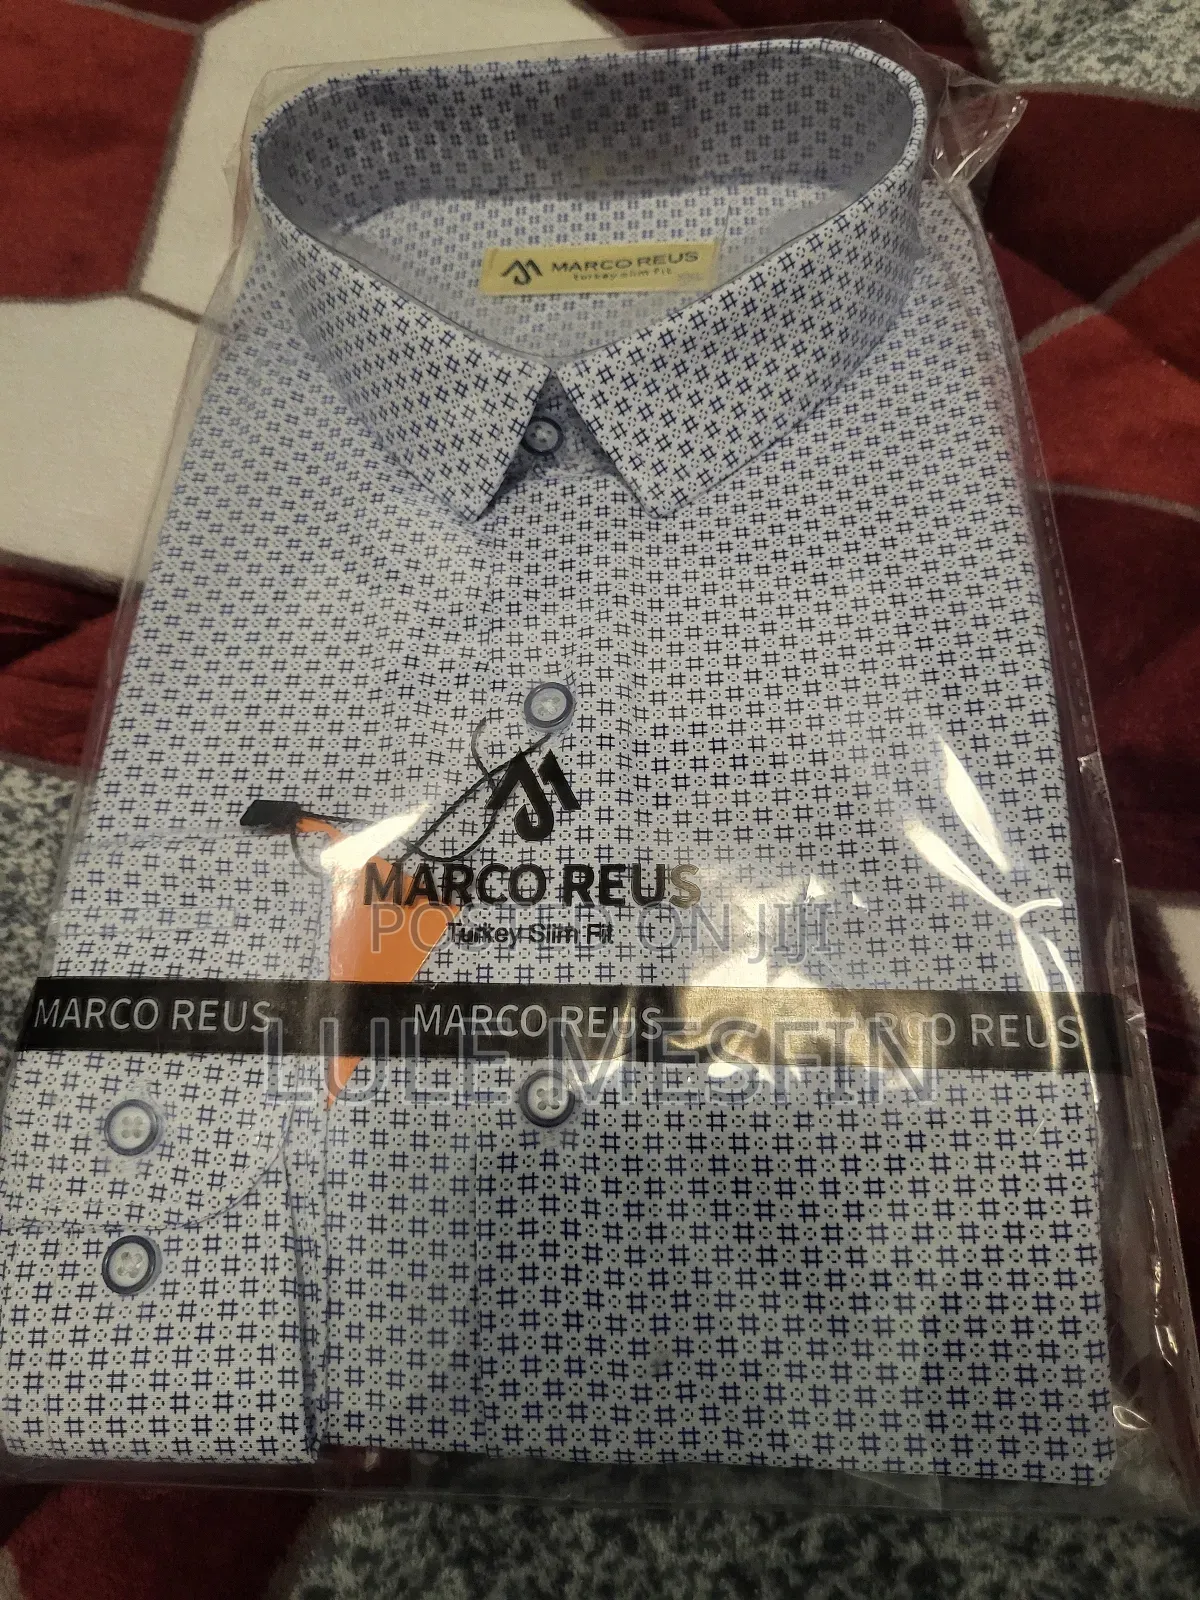 MARCO REUS
Turkey Slim Fit
MARCO REUS
POSTED ON JIJI
Turkey Slim Fit
MARCO REUS MARCO REUS MARCO REUS
LULE MESFIN